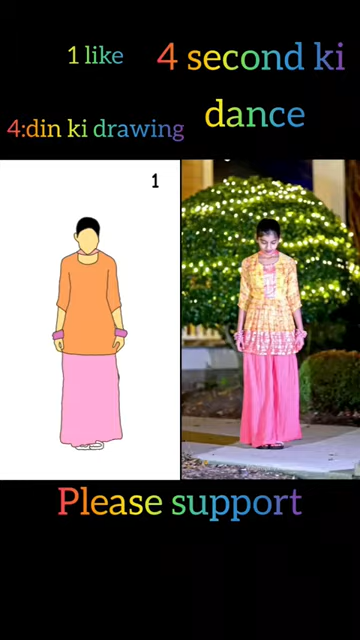 1 like
4 second ki
dance
4:din ki drawing
1
Please support